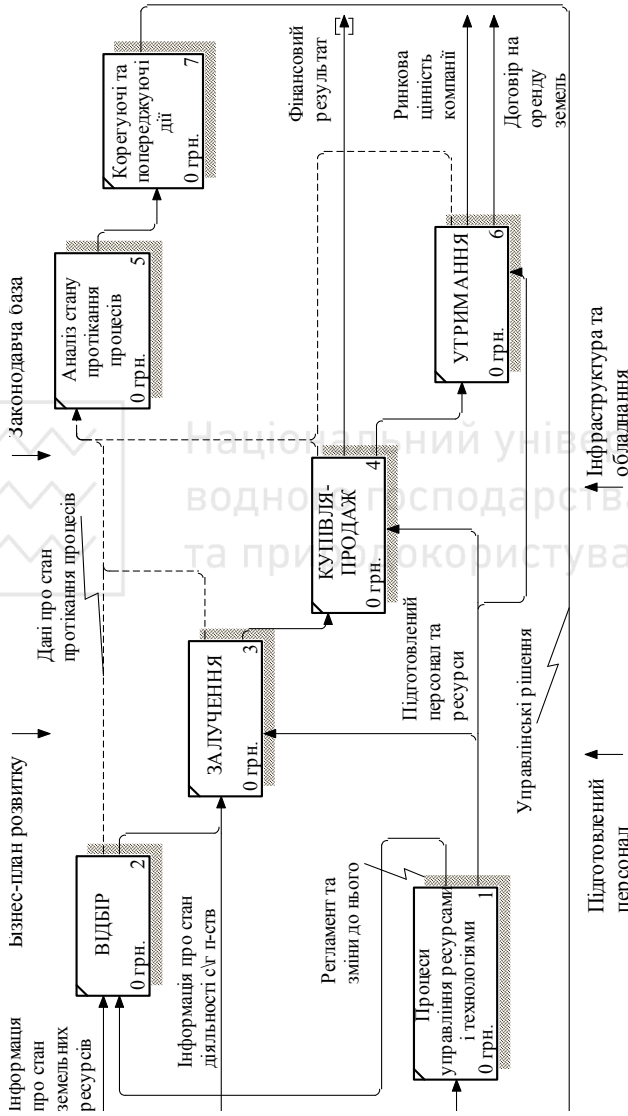 Інформація
про стан
земельних
ресурсів
Бізнес-план розвитку
Дані про стан
протікання процесів
Законодавча база
ВІДБІР
0 грн.
2
Інформація про стан
діяльності с\г п-ств
ЗАЛУЧЕННЯ
0 грн.
3
Аналіз стану
протікання
процесів
0 грн.
5
Корегуючі та
попереджуючі
дії
0 грн.
7
Регламент та
зміни до нього
Процеси
управління ресурсами
і технологіями
0 грн.
1
Підготовлений
персонал та
ресурси
КУПІВЛЯ-
ПРОДАЖ
0 грн.
4
УТРИМАННЯ
0 грн.
6
Фінансовий
результат
Ринкова
цінність
компанії
Договір на
оренду
земель
Управлінські рішення
Підготовлений
персонал
Інфраструктура та
обладнання
Національний універ
водного господарства
та природокористува